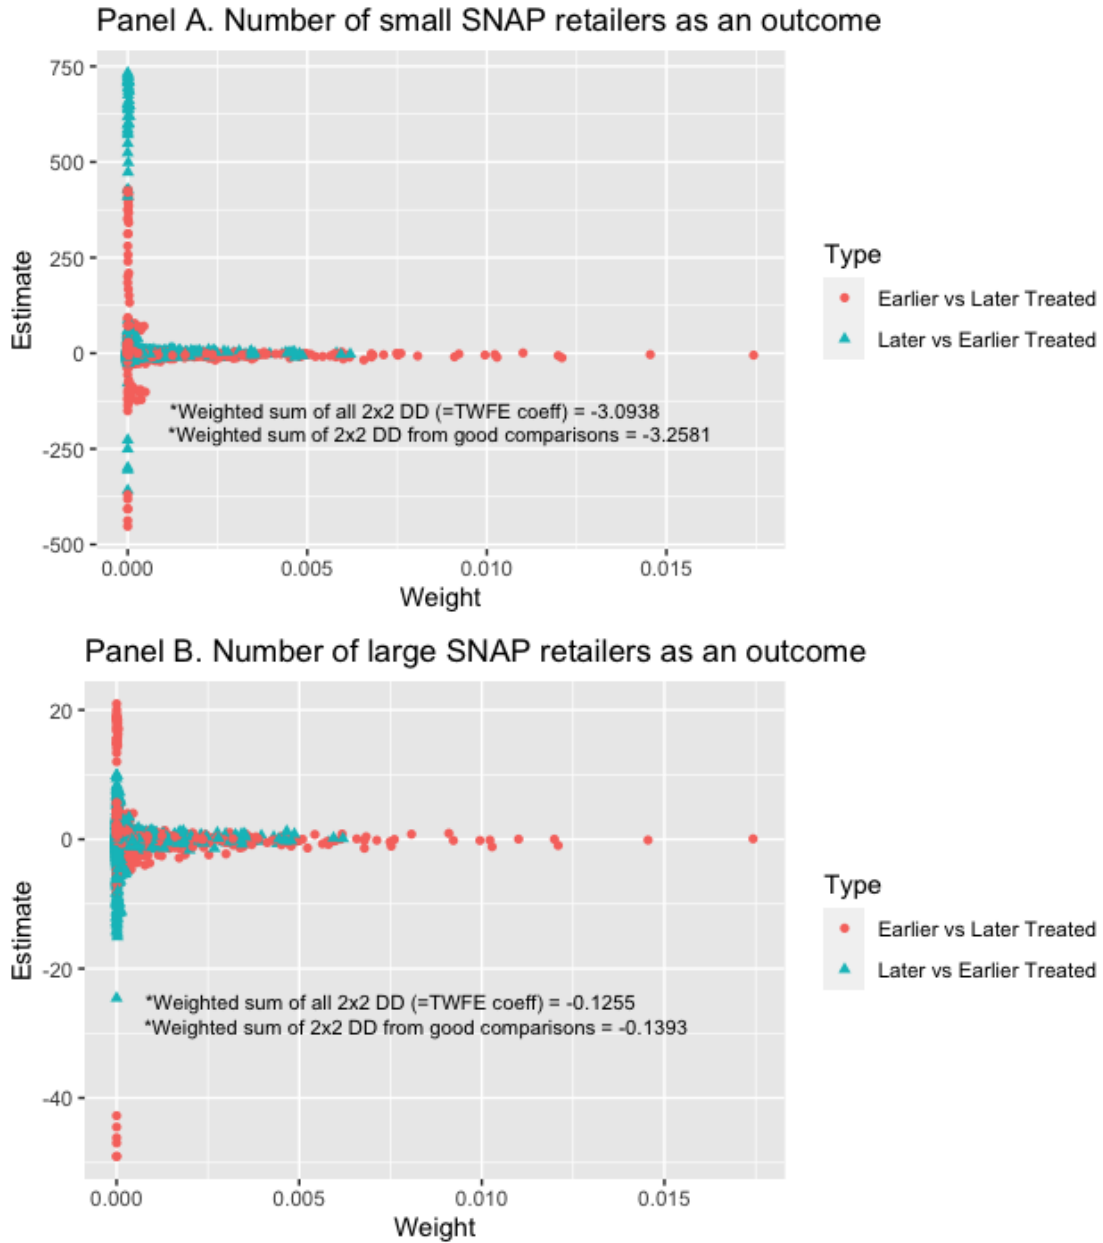 Panel A. Number of small SNAP retailers as an outcome
750
500
250
0
-250
-500
Estimate
*Weighted sum of all 2x2 DD (=TWFE coeff) = -3.0938
*Weighted sum of 2x2 DD from good comparisons = -3.2581
0.000 0.005 0.010 0.015
Weight
Type
Earlier vs Later Treated
Later vs Earlier Treated
Panel B. Number of large SNAP retailers as an outcome
20
0
-20
-40
Estimate
*Weighted sum of all 2x2 DD (=TWFE coeff) = -0.1255
*Weighted sum of 2x2 DD from good comparisons = -0.1393
0.000 0.005 0.010 0.015
Weight
Type
Earlier vs Later Treated
Later vs Earlier Treated